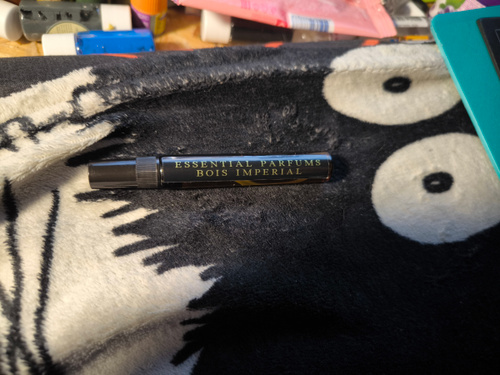 ESSENTIAL PARFUMS
BOIS IMPERIAL